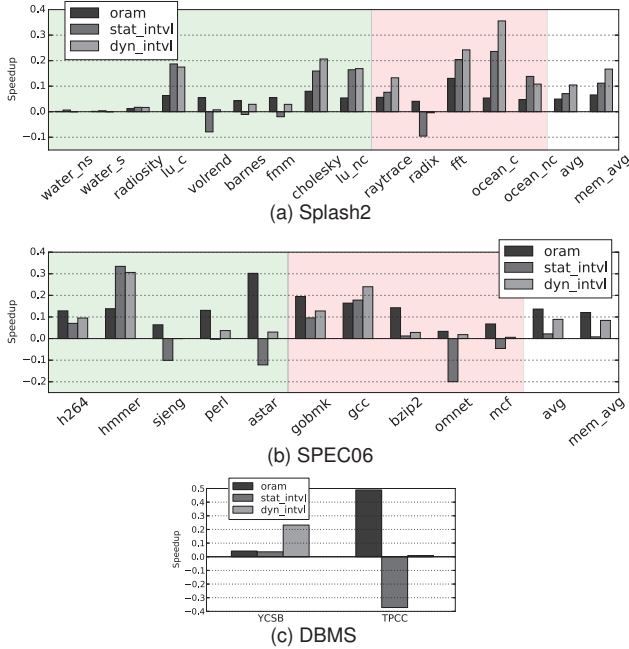 0.4
0.3
0.2
0.1
0.0
−0.1
Speedup
oram
stat_intvl
dyn_intvl
water_ns
water_s
radiosity
lu_c
volrend
barnes
fmm
cholesky
lu_nc
raytrace
radix
fft
ocean_c
ocean_nc
avg
mem_avg
(a) Splash2
0.4
0.3
0.2
0.1
0.0
−0.1
−0.2
Speedup
oram
stat_intvl
dyn_intvl
h264
hmmer
sjeng
perl
astar
gobmk
gcc
bzip2
omnet
mcf
avg
mem_avg
(b) SPEC06
0.5
0.4
0.3
0.2
0.1
0.0
−0.1
−0.2
−0.3
−0.4
Speedup
oram
stat_intvl
dyn_intvl
YCSB
TPCC
(c) DBMS